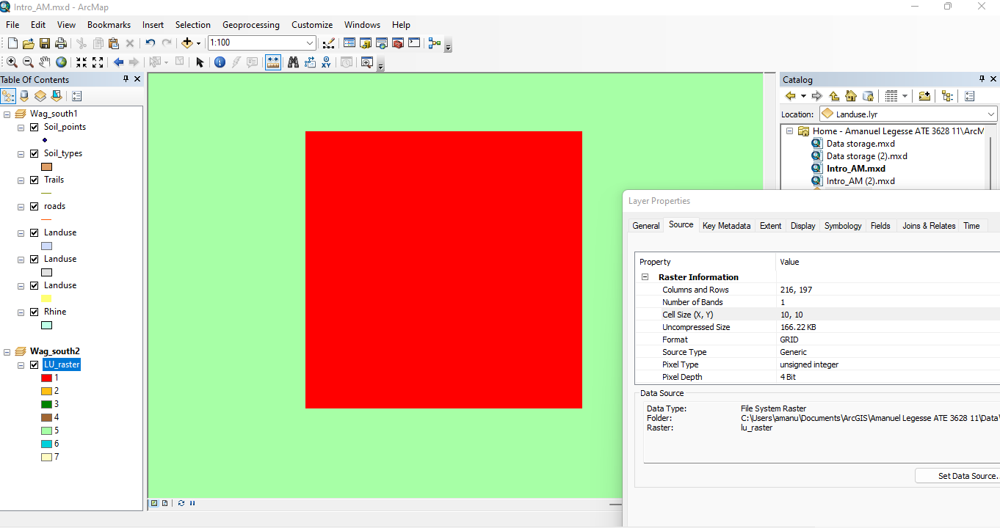 Intro_AM.mxd - ArcMap
File Edit View Bookmarks Insert Selection Geoprocessing Customize Windows Help
1:100
XY
Table Of Contents
Wag_south1
Soil_points
Soil_types
Trails
roads
Landuse
Landuse
Landuse
Rhine
Wag_south2
LU_raster
1
2
3
4
5
6
7
Catalog
Location: Landuse.lyr
Home - Amanuel Legesse ATE 3628 11\ArcM
Data storage.mxd
Data storage (2).mxd
Intro_AM.mxd
Intro_AM (2).mxd
Layer Properties
General Source Key Metadata Extent Display Symbology Fields Joins & Relates Time
Property Value
Raster Information
Columns and Rows 216, 197
Number of Bands 1
Cell Size (X, Y) 10, 10
Uncompressed Size 166.22 KB
Format GRID
Source Type Generic
Pixel Type unsigned integer
Pixel Depth 4 Bit
Data Source
Data Type: File System Raster
Folder: C:\Users\amanu\Documents\ArcGIS\Amanuel Legesse ATE 3628 11\Data\
Raster: lu_raster
Set Data Source..